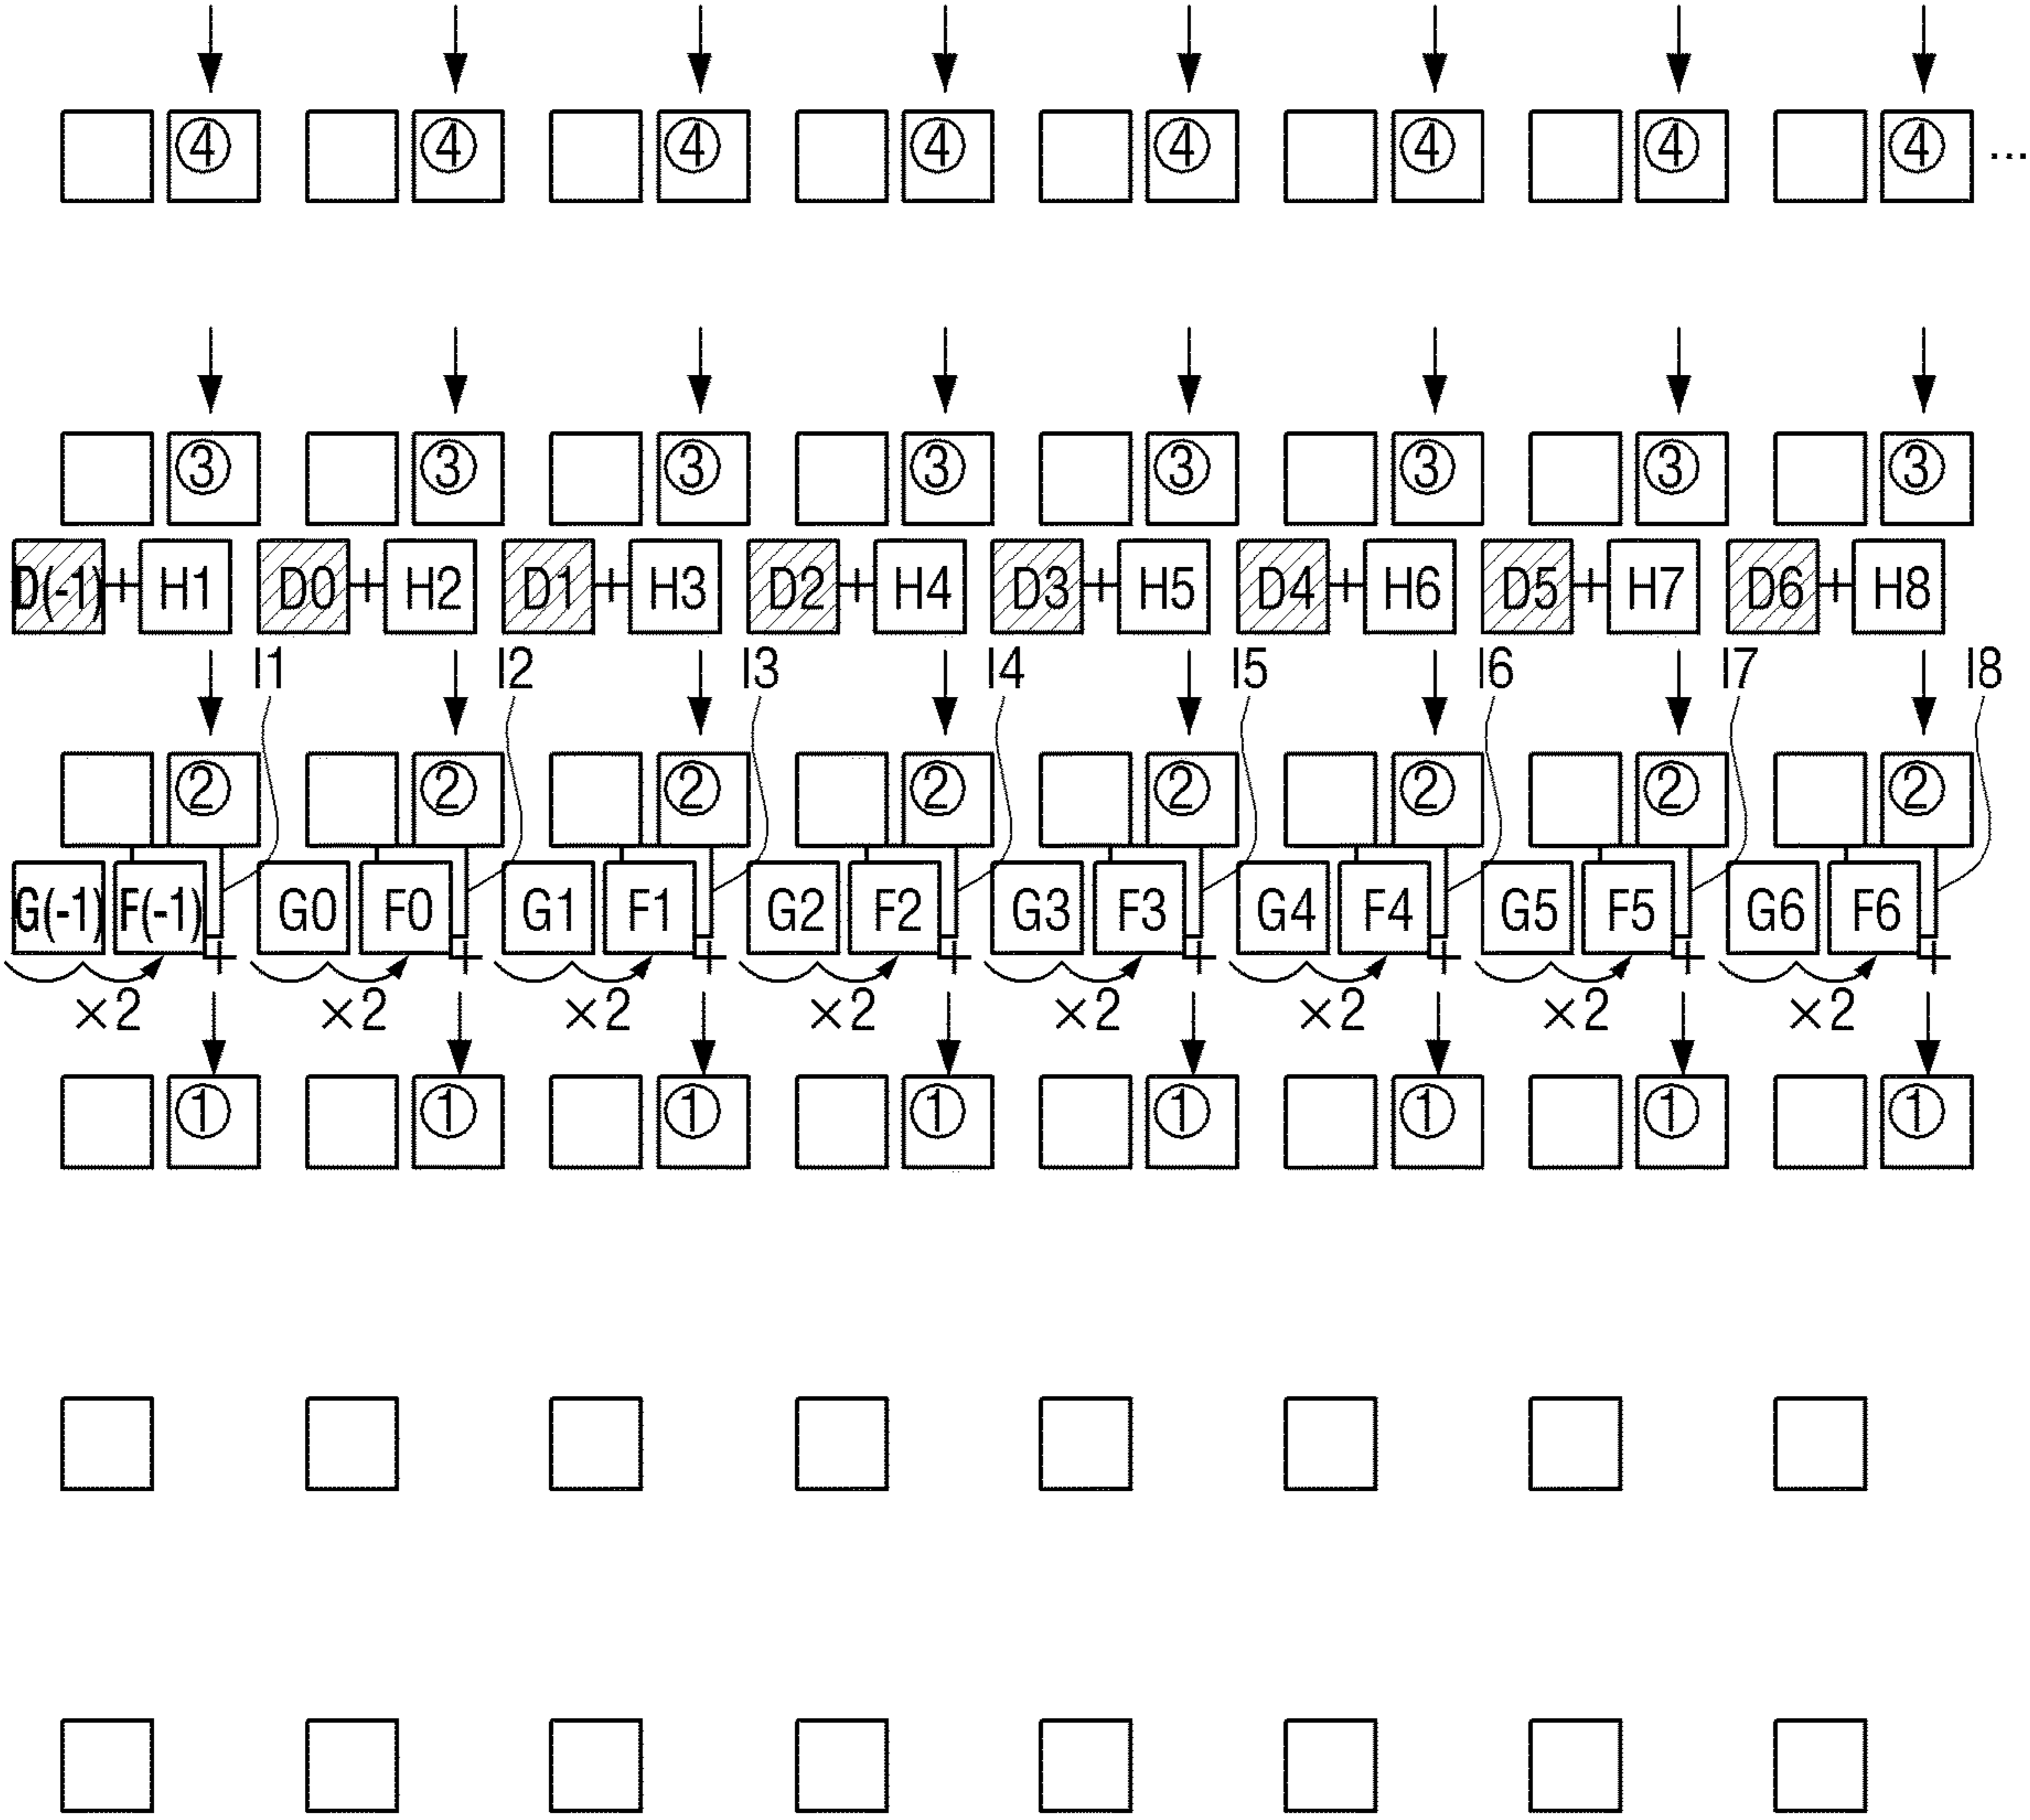 ④ ④ ④ ④ ④ ④ ④ ④ ...
③ ③ ③ ③ ③ ③ ③ ③
D(-1) + H1 D0 + H2 D1 + H3 D2 + H4 D3 + H5 D4 + H6 D5 + H7 D6 + H8
I1 I2 I3 I4 I5 I6 I7 I8
② ② ② ② ② ② ② ②
G(-1) F(-1) G0 F0 G1 F1 G2 F2 G3 F3 G4 F4 G5 F5 G6 F6
+ + + + + + + +
×2 ×2 ×2 ×2 ×2 ×2 ×2 ×2
① ① ① ① ① ① ① ①